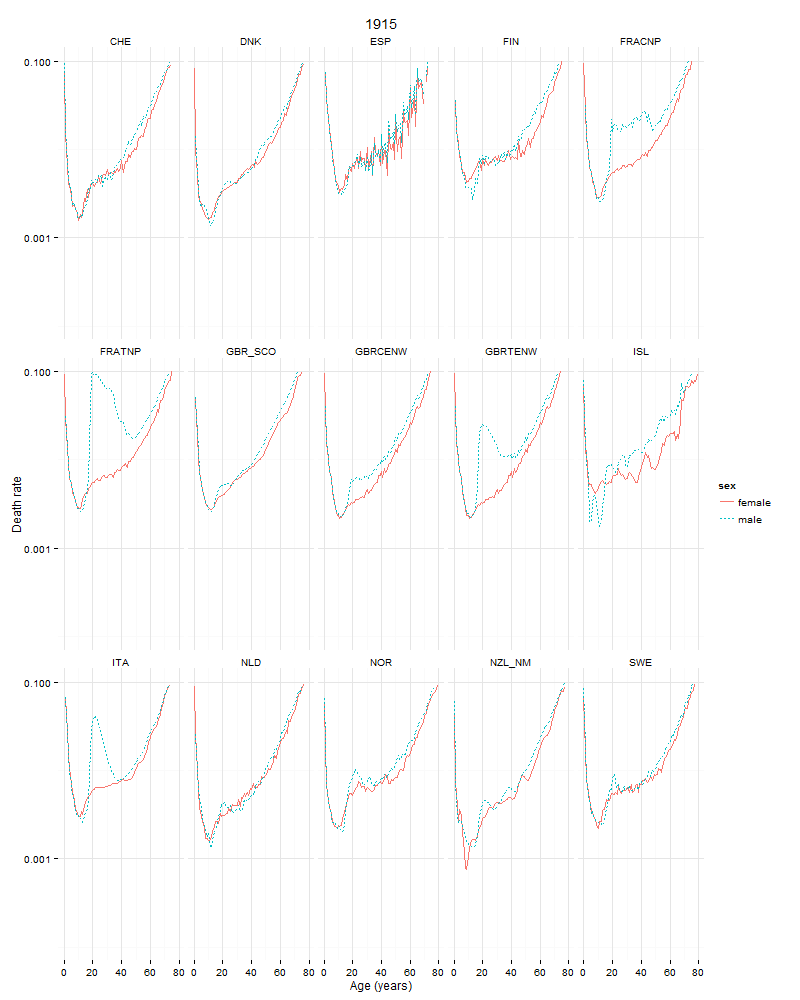 1915
CHE DNK ESP FIN FRACNP
0.100
0.001
FRATNP GBR_SCO GBRCENW GBRTENW ISL
0.100
0.001
Death rate
sex
female
male
ITA NLD NOR NZL_NM SWE
0.100
0.001
0 20 40 60 80 0 20 40 60 80 0 20 40 60 80 0 20 40 60 80 0 20 40 60 80
Age (years)